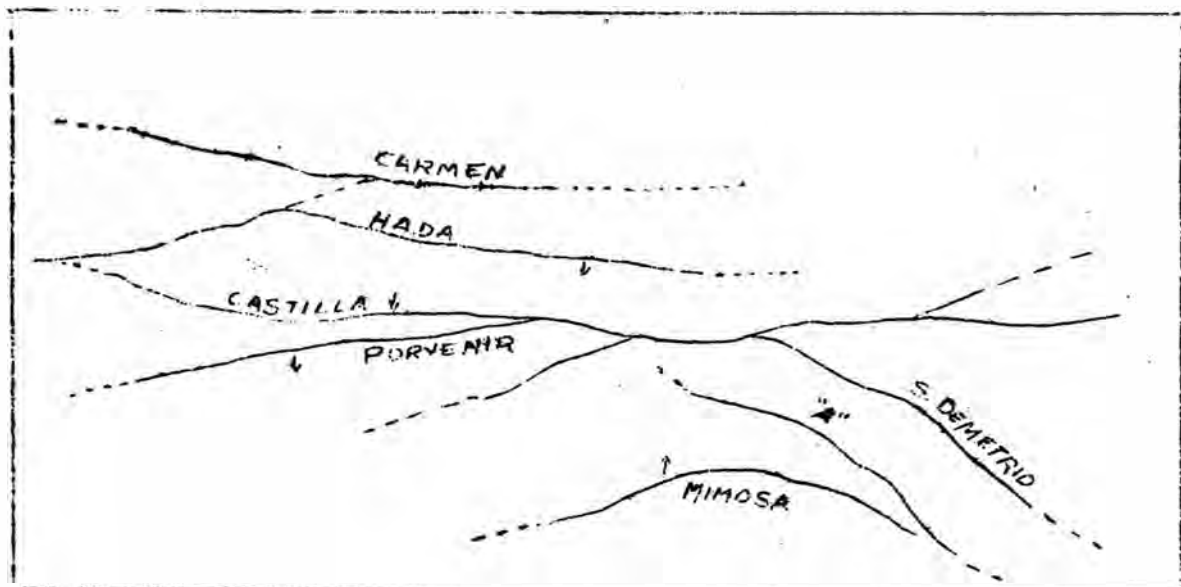 CARMEN
HADA
CASTILLA
PORVENIR
"A"
S. DEMETRIO
MIMOSA